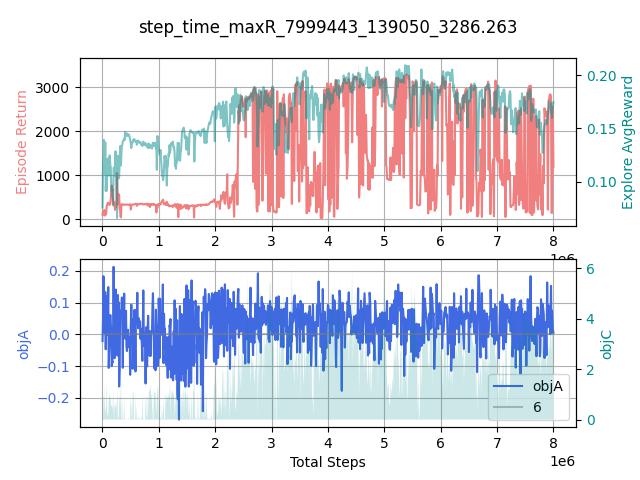 step_time_maxR_7999443_139050_3286.263
Episode Return
3000
2000
1000
0
0.20
0.15
0.10
Explore AvgReward
0 1 2 3 4 5 6 7 8
1e6
objA
0.2
0.1
0.0
−0.1
−0.2
6
4
2
0
objC
objA
6
0 1 2 3 4 5 6 7 8
Total Steps
1e6